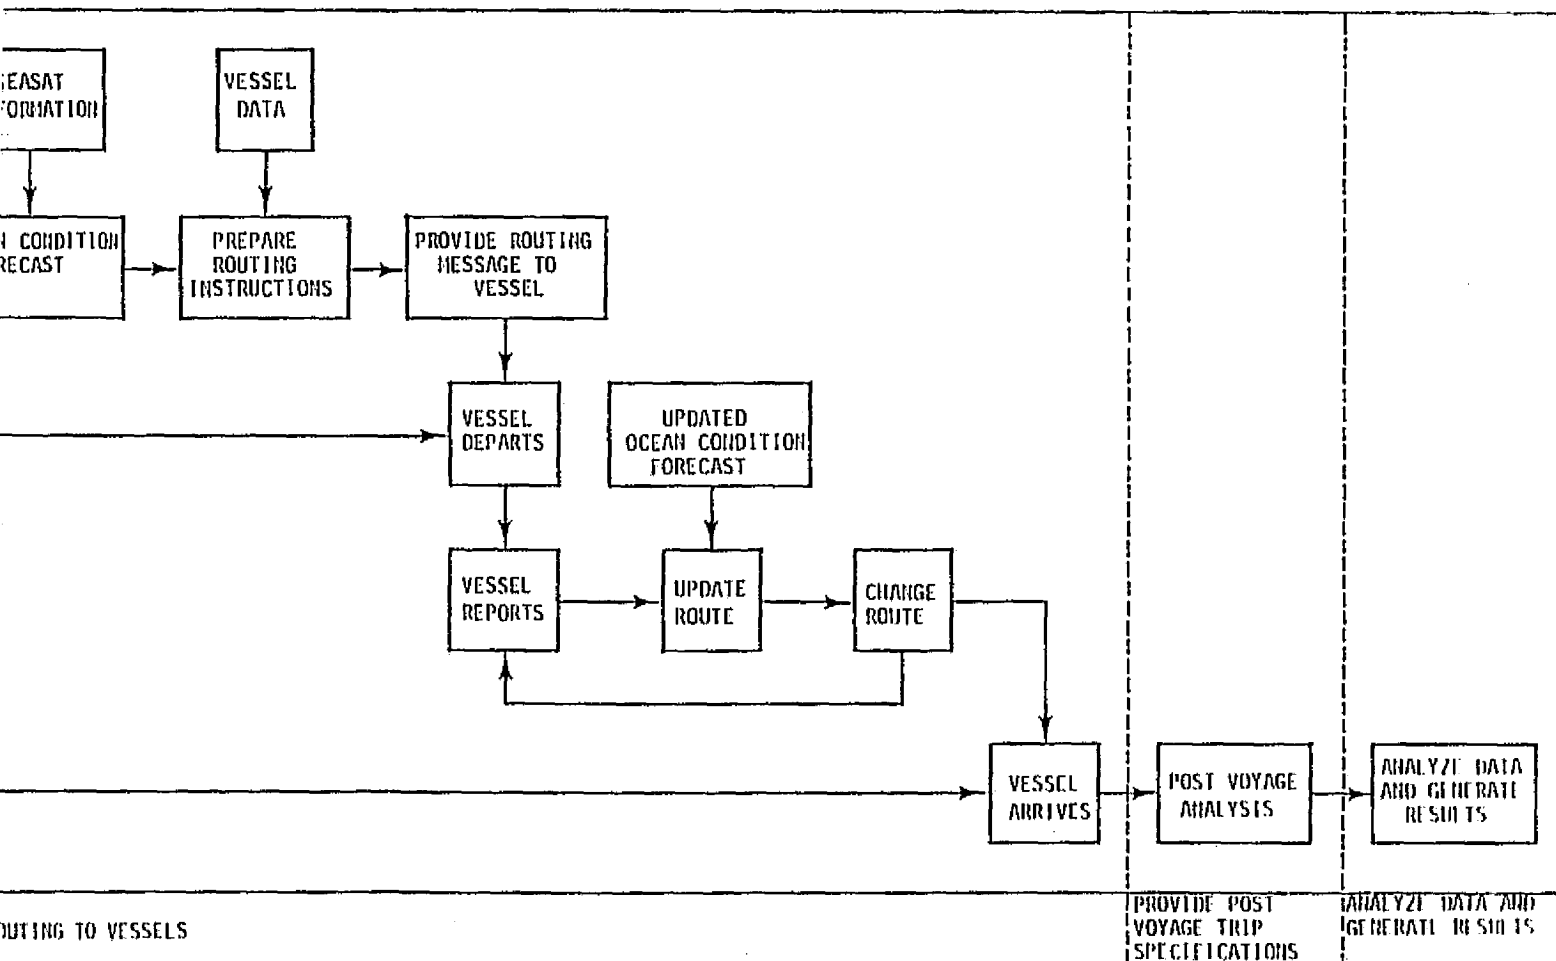 EASAT
FORMATION
VESSEL
DATA
N CONDITION
RECAST
PREPARE
ROUTING
INSTRUCTIONS
PROVIDE ROUTING
MESSAGE TO
VESSEL
VESSEL
DEPARTS
UPDATED
OCEAN CONDITION
FORECAST
VESSEL
REPORTS
UPDATE
ROUTE
CHANGE
ROUTE
VESSEL
ARRIVES
POST VOYAGE
ANALYSIS
ANALYZE DATA
AND GENERATE
RESULTS
OUTING TO VESSELS
PROVIDE POST
VOYAGE TRIP
SPECIFICATIONS
ANALYZE DATA AND
GENERATE RESULTS